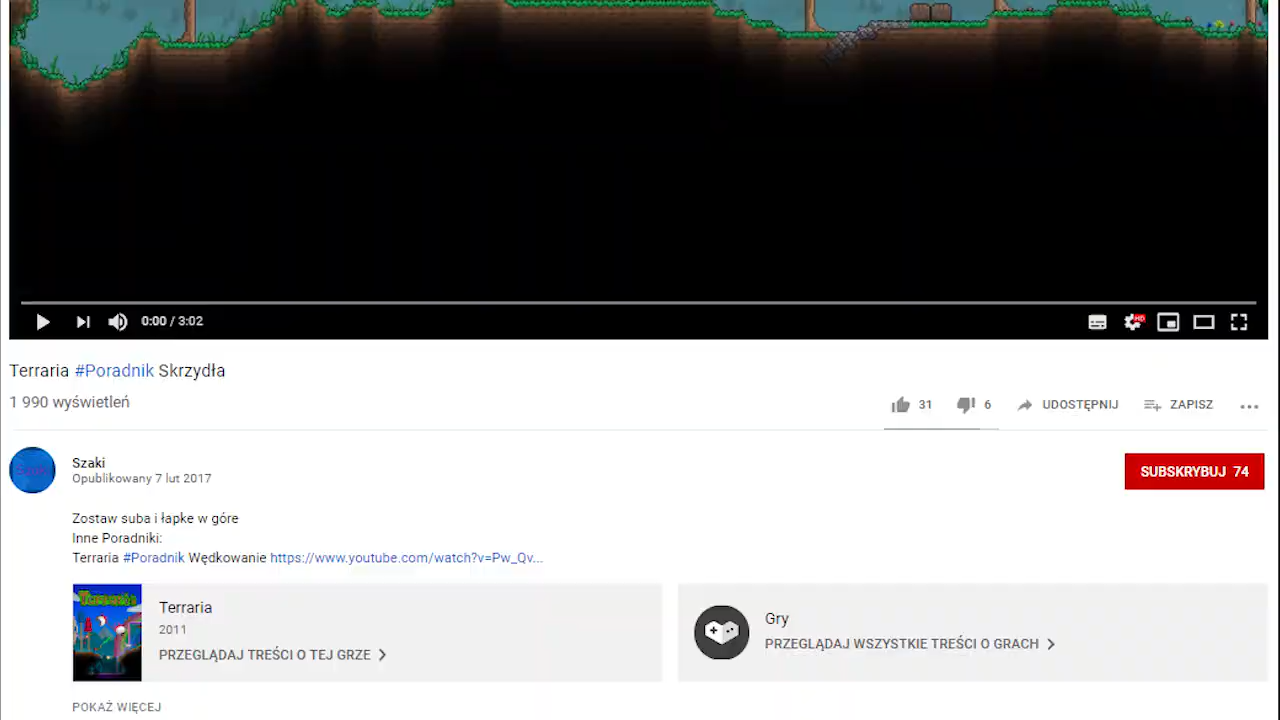 0:00 / 3:02
HD
Terraria #Poradnik Skrzydła
1 990 wyświetleń
31
6
UDOSTĘPNIJ
ZAPISZ
Szaki
Opublikowany 7 lut 2017
SUBSKRYBUJ 74
Zostaw suba i łapke w góre
Inne Poradniki:
Terraria #Poradnik Wędkowanie https://www.youtube.com/watch?v=Pw_Qv...
Terraria
2011
PRZEGLĄDAJ TREŚCI O TEJ GRZE
Gry
PRZEGLĄDAJ WSZYSTKIE TREŚCI O GRACH
POKAŻ WIĘCEJ